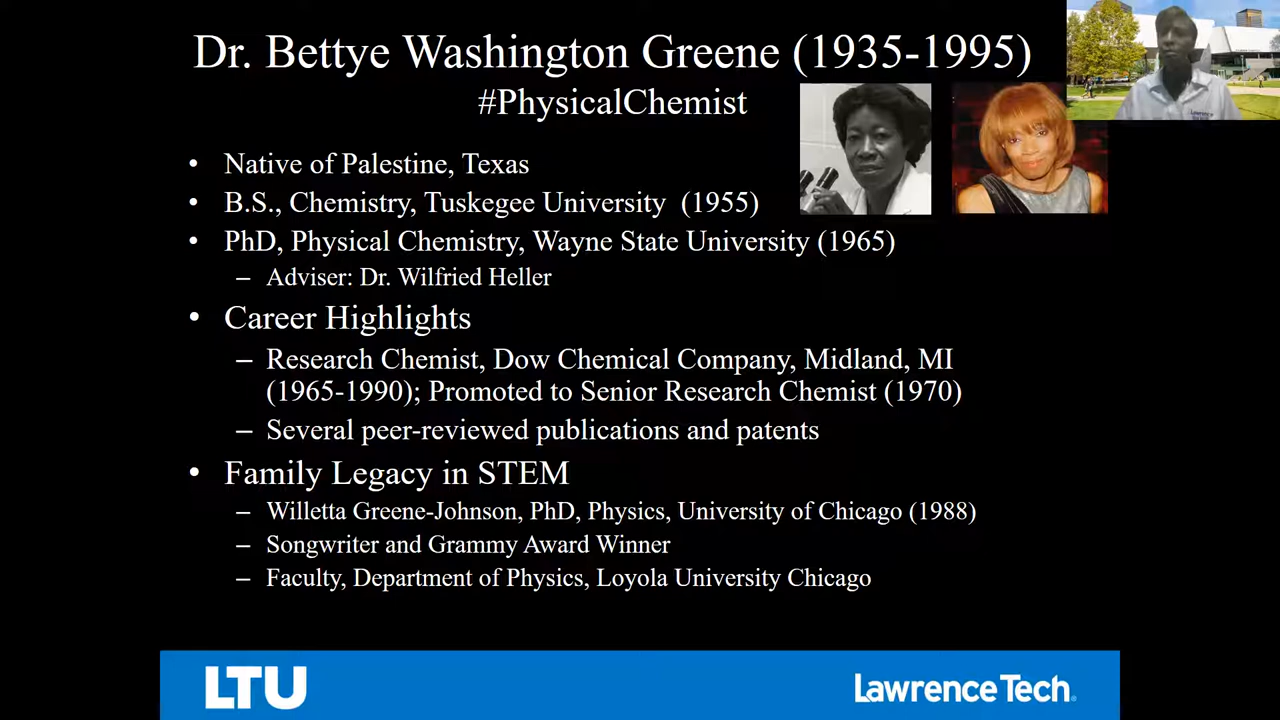 Dr. Bettye Washington Greene (1935-1995)
#PhysicalChemist
• Native of Palestine, Texas
• B.S., Chemistry, Tuskegee University (1955)
• PhD, Physical Chemistry, Wayne State University (1965)
– Adviser: Dr. Wilfried Heller
• Career Highlights
– Research Chemist, Dow Chemical Company, Midland, MI
(1965-1990); Promoted to Senior Research Chemist (1970)
– Several peer-reviewed publications and patents
• Family Legacy in STEM
– Willetta Greene-Johnson, PhD, Physics, University of Chicago (1988)
– Songwriter and Grammy Award Winner
– Faculty, Department of Physics, Loyola University Chicago
LTU
Lawrence Tech